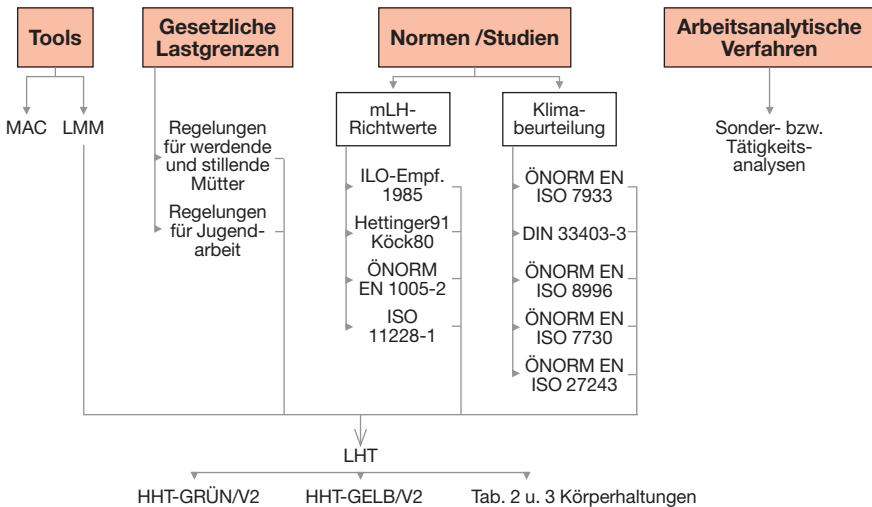 Tools
Gesetzliche
Lastgrenzen
Normen /Studien
Arbeitsanalytische
Verfahren
MAC
LMM
Regelungen
für werdende
und stillende
Mütter
Regelungen
für Jugend-
arbeit
mLH-
Richtwerte
ILO-Empf.
1985
Hettinger91
Köck80
ÖNORM
EN 1005-2
ISO
11228-1
Klima-
beurteilung
ÖNORM EN
ISO 7933
DIN 33403-3
ÖNORM EN
ISO 8996
ÖNORM EN
ISO 7730
ÖNORM EN
ISO 27243
Sonder- bzw.
Tätigkeits-
analysen
LHT
HHT-GRÜN/V2
HHT-GELB/V2
Tab. 2 u. 3 Körperhaltungen